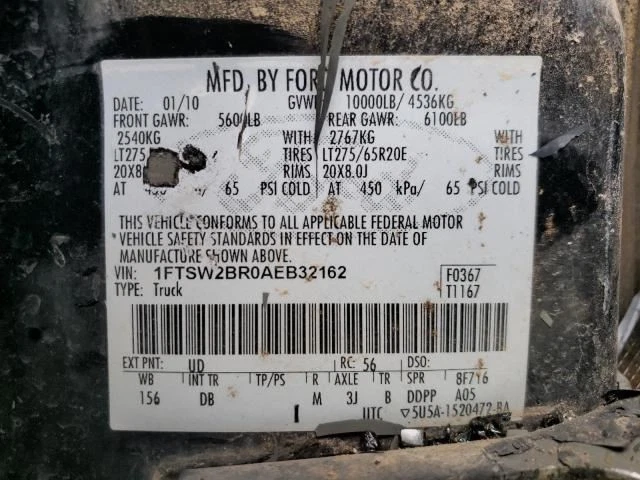 MFD. BY FORD MOTOR CO.
DATE: 01/10 GVWR: 10000LB/ 4536KG
FRONT GAWR: 5600LB REAR GAWR: 6100LB
2540KG WITH 2767KG WITH
LT275 TIRES LT275/65R20E TIRES
20X8 RIMS 20X8.0J RIMS
AT 450 kPa/ 65 PSI COLD AT 450 kPa/ 65 PSI COLD
THIS VEHICLE CONFORMS TO ALL APPLICABLE FEDERAL MOTOR
VEHICLE SAFETY STANDARDS IN EFFECT ON THE DATE OF
MANUFACTURE SHOWN ABOVE.
VIN: 1FTSW2BR0AEB32162 F0367
TYPE: Truck T1167
EXT PNT: UD RC: 56 DSO:
WB INT TR TP/PS R AXLE TR SPR 8F716
156 DB M 3J B DDPP A05
UTC ▽5U5A-1520472-BA